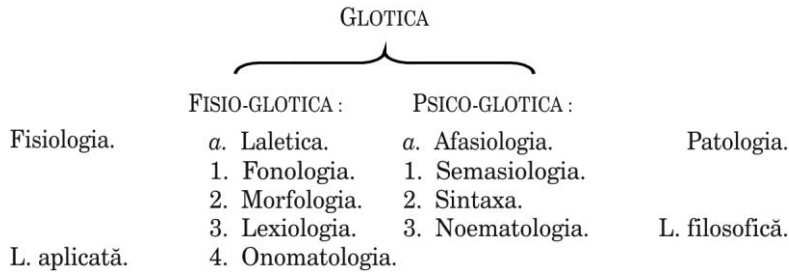 GLOTICA
FISIO-GLOTICA : PSICO-GLOTICA :
Fisiologia. a. Laletica. a. Afasiologia. Patologia.
1. Fonologia. 1. Semasiologia.
2. Morfologia. 2. Sintaxa.
3. Lexiologia. 3. Noematologia. L. filosofică.
L. aplicată. 4. Onomatologia.